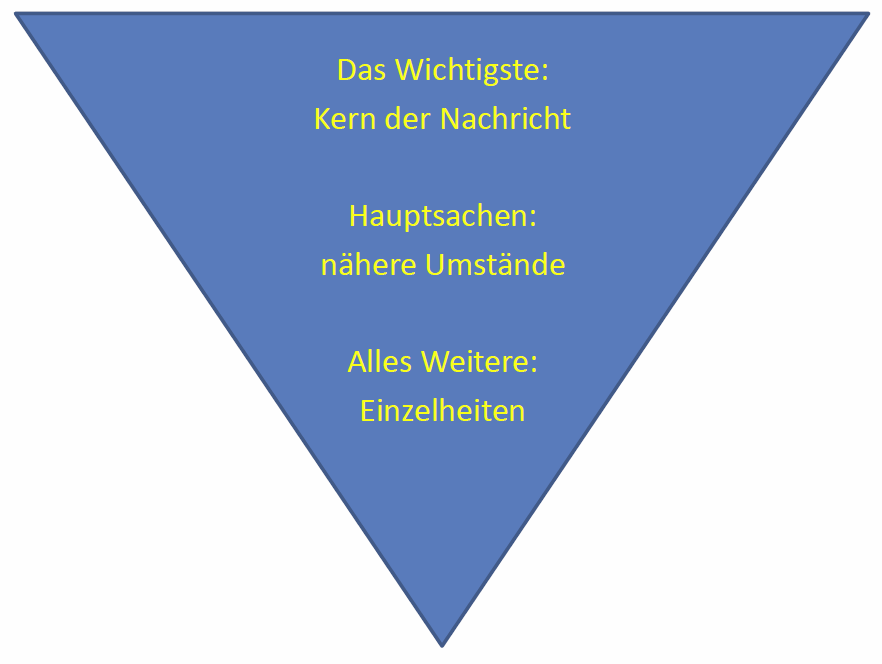 Das Wichtigste:
Kern der Nachricht
Hauptsachen:
nähere Umstände
Alles Weitere:
Einzelheiten